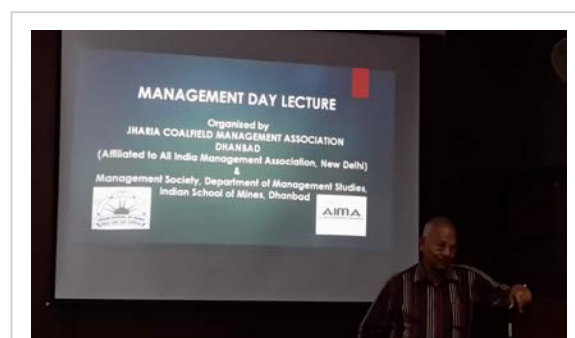 MANAGEMENT DAY LECTURE
Organized by
JHARIA COALFIELD MANAGEMENT ASSOCIATION
DHANBAD
(Affiliated to All India Management Association, New Delhi)
&
Management Society, Department of Management Studies,
Indian School of Mines, Dhanbad
AIMA